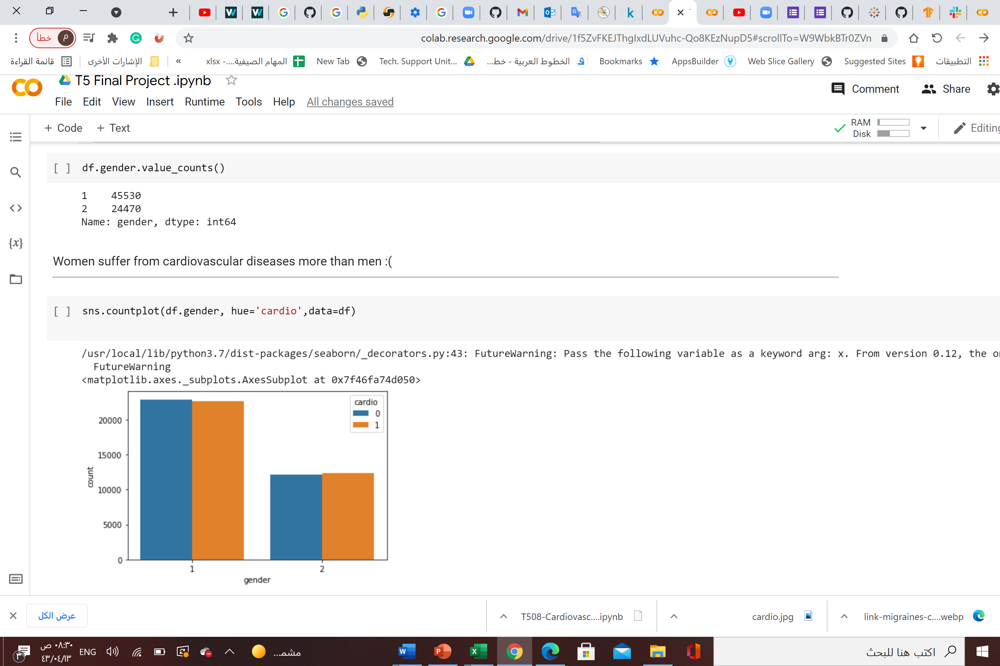 خطأ
م
colab.research.google.com/drive/1f5ZvFKEJThgIxdLUVuhc-Qo8KEzNupD5#scrollTo=W9WbkBTr0ZVn
قائمة القراءة
الإشارات الأخرى
«
المهام الصيفية....- xlsx
New Tab
Tech. Support Unit...
الخطوط العربية - خط...
Bookmarks
AppsBuilder
Web Slice Gallery
Suggested Sites
التطبيقات
T5 Final Project .ipynb
Comment
Share
File Edit View Insert Runtime Tools Help All changes saved
+ Code + Text
RAM
Disk
Editing
[ ] df.gender.value_counts()
1 45530
2 24470
Name: gender, dtype: int64
Women suffer from cardiovascular diseases more than men :(
[ ] sns.countplot(df.gender, hue='cardio',data=df)
/usr/local/lib/python3.7/dist-packages/seaborn/_decorators.py:43: FutureWarning: Pass the following variable as a keyword arg: x. From version 0.12, the
FutureWarning
<matplotlib.axes._subplots.AxesSubplot at 0x7f46fa74d050>
cardio
0
1
20000
15000
10000
5000
0
count
1 2
gender
عرض الكل
T508-Cardiovasc....ipynb
cardio.jpg
link-migraines-c....webp
٣
٠٨:٣٠ ص
٤٣/٠٤/١٣
ENG
مشم...
اكتب هنا للبحث